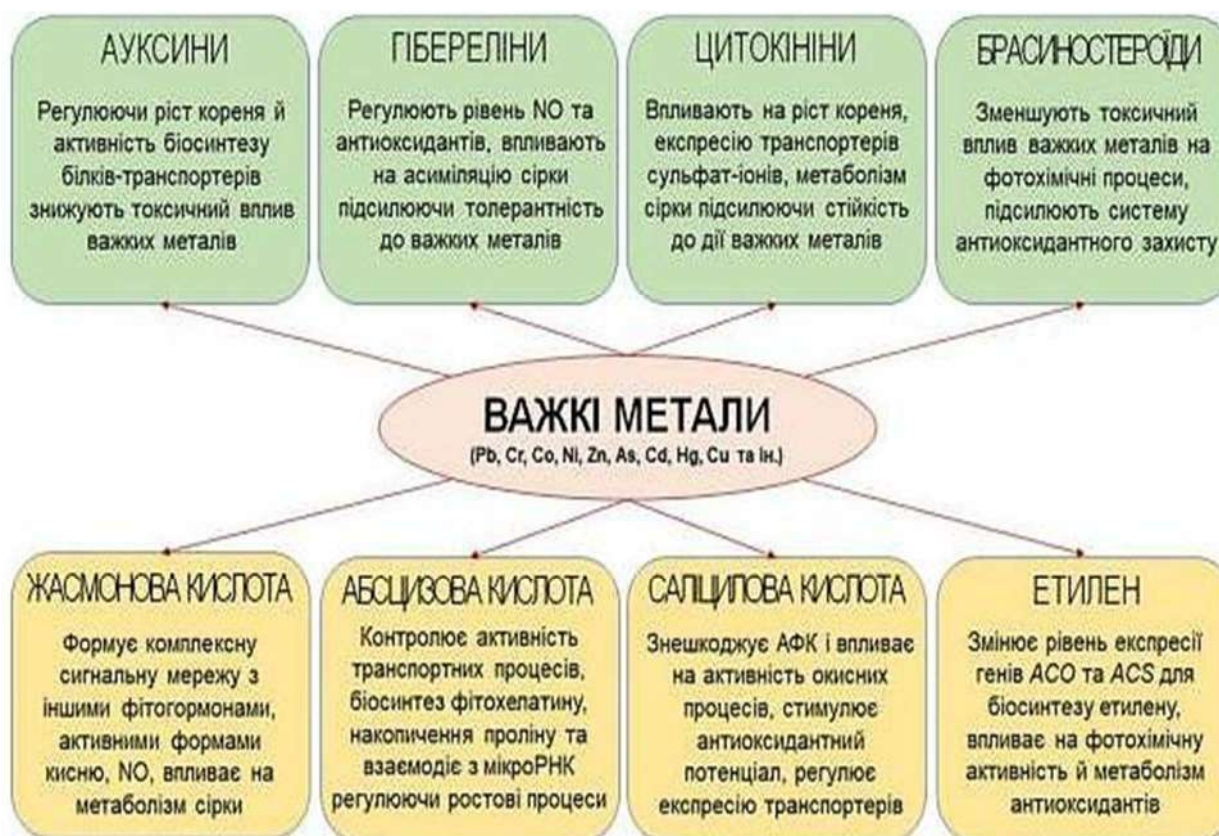 АУКСИНИ
Регулюючи ріст кореня й
активність біосинтезу
білків-транспортерів
знижують токсичний вплив
важких металів
ГІБЕРЕЛІНИ
Регулюють рівень NO та
антиоксидантів, впливають
на асиміляцію сірки
підсилюючи толерантність
до важких металів
ЦИТОКІНІНИ
Впливають на ріст кореня,
експресію транспортерів
сульфат-іонів, метаболізм
сірки підсилюючи стійкість
до дії важких металів
БРАСИНОСТЕРОЇДИ
Зменшують токсичний
вплив важких металів на
фотохімічні процеси,
підсилюють систему
антиоксидантного захисту
ВАЖКІ МЕТАЛИ
(Pb, Cr, Co, Ni, Zn, As, Cd, Hg, Cu та ін.)
ЖАСМОНОВА КИСЛОТА
Формує комплексну
сигнальну мережу з
іншими фітогормонами,
активними формами
кисню, NO, впливає на
метаболізм сірки
АБСЦИЗОВА КИСЛОТА
Контролює активність
транспортних процесів,
біосинтез фітохелатину,
накопичення проліну та
взаємодіє з мікроРНК
регулюючи ростові процеси
САЛІЦИЛОВА КИСЛОТА
Знешкоджує АФК і впливає
на активність окисних
процесів, стимулює
антиоксидантний
потенціал, регулює
експресію транспортерів
ЕТИЛЕН
Змінює рівень експресії
генів ACO та ACS для
біосинтезу етилену,
впливає на фотохімічну
активність й метаболізм
антиоксидантів